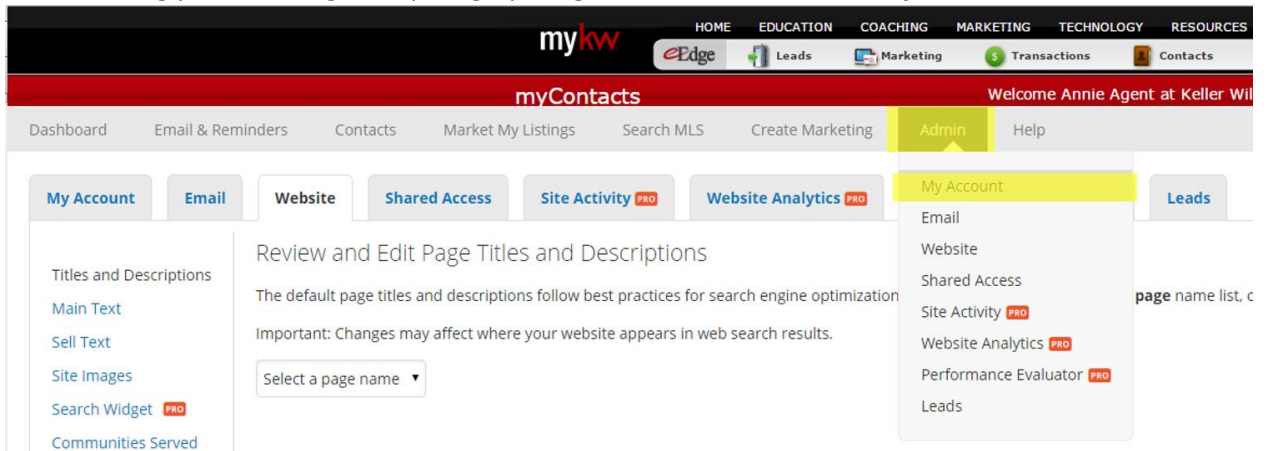 mykw
HOME EDUCATION COACHING MARKETING TECHNOLOGY RESOURCES
eEdge Leads Marketing Transactions Contacts
myContacts Welcome Annie Agent at Keller Wil
Dashboard Email & Reminders Contacts Market My Listings Search MLS Create Marketing Admin Help
My Account Email Website Shared Access Site Activity PRO Website Analytics PRO Leads
My Account
Email
Website
Shared Access
Site Activity PRO
Website Analytics PRO
Performance Evaluator PRO
Leads
Titles and Descriptions
Main Text
Sell Text
Site Images
Search Widget PRO
Communities Served
Review and Edit Page Titles and Descriptions
The default page titles and descriptions follow best practices for search engine optimization page name list, c
Important: Changes may affect where your website appears in web search results.
Select a page name